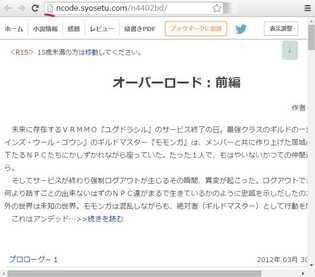 ncode.syosetu.com/n4402bd/
ホーム 小説情報 感想 レビュー 縦書きPDF ブックマークに追加 表示調整
<R15> 15歳未満の方は移動してください。
オーバーロード：前編
作者
未来に存在するＶＲＭＭＯ『ユグドラシル』のサービス終了の日。最強クラスのギルドの一
インズ・ウール・ゴウン』のギルドマスター『モモンガ』は、メンバーと共に作り上げた
下たるＮＰＣたちにかしずかれながら座っていた。たった１人で、もはやいないかつての仲間
ら。
そしてサービスが終わり強制ログアウトが生じるその瞬間、異変が起こった。ログアウトで
何より話すことの出来ないはずのＮＰＣ達がまるで生きているかのように忠誠を示しだしたの
外の世界は未知の世界。モモンガは混乱しながらも、絶対者（ギルドマスター）として行動を
これはアンデッド…>>続きを読む
プロローグ－１
2012年 03月 3